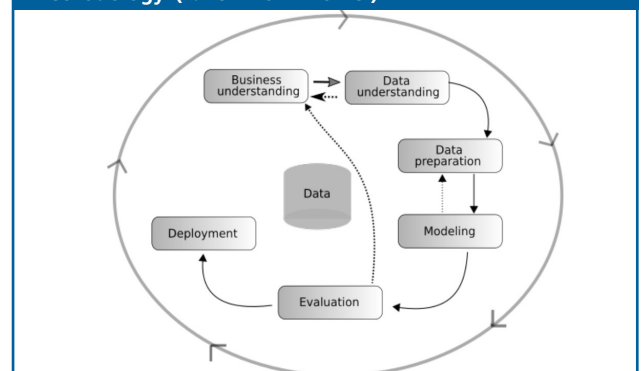 Business
understanding
Data
understanding
Data
preparation
Data
Modeling
Deployment
Evaluation